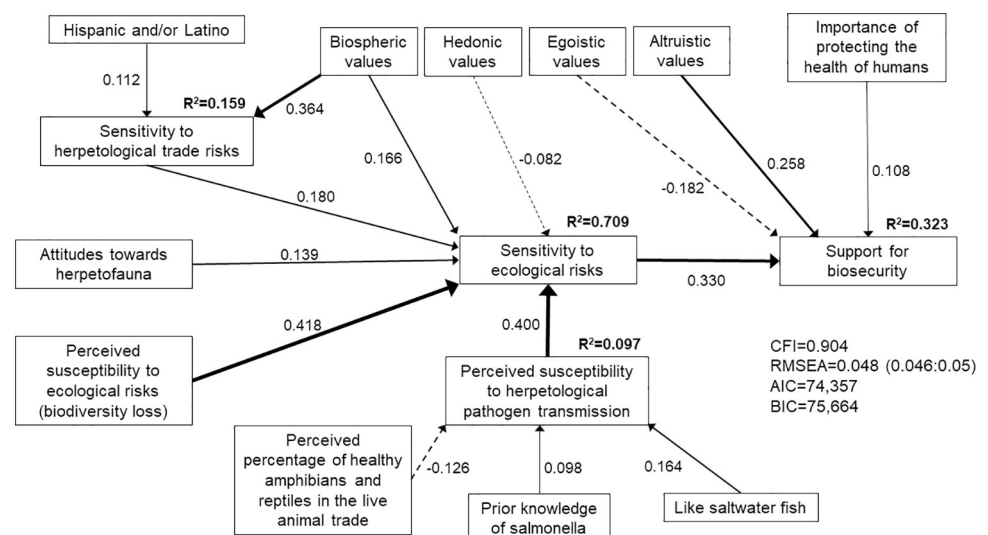 Hispanic and/or Latino
Biospheric
values
Hedonic
values
Egoistic
values
Altruistic
values
Importance of
protecting the
health of humans
0.112
R²=0.159
0.364
Sensitivity to
herpetological trade risks
0.166
-0.082
-0.182
0.258
0.108
0.180
R²=0.709
R²=0.323
Attitudes towards
herpetofauna
0.139
Sensitivity to
ecological risks
0.330
Support for
biosecurity
0.418
0.400
Perceived
susceptibility to
ecological risks
(biodiversity loss)
R²=0.097
Perceived susceptibility
to herpetological
pathogen transmission
CFI=0.904
RMSEA=0.048 (0.046:0.05)
AIC=74,357
BIC=75,664
Perceived
percentage of healthy
amphibians and
reptiles in the live
animal trade
-0.126
0.098
0.164
Prior knowledge
of salmonella
Like saltwater fish